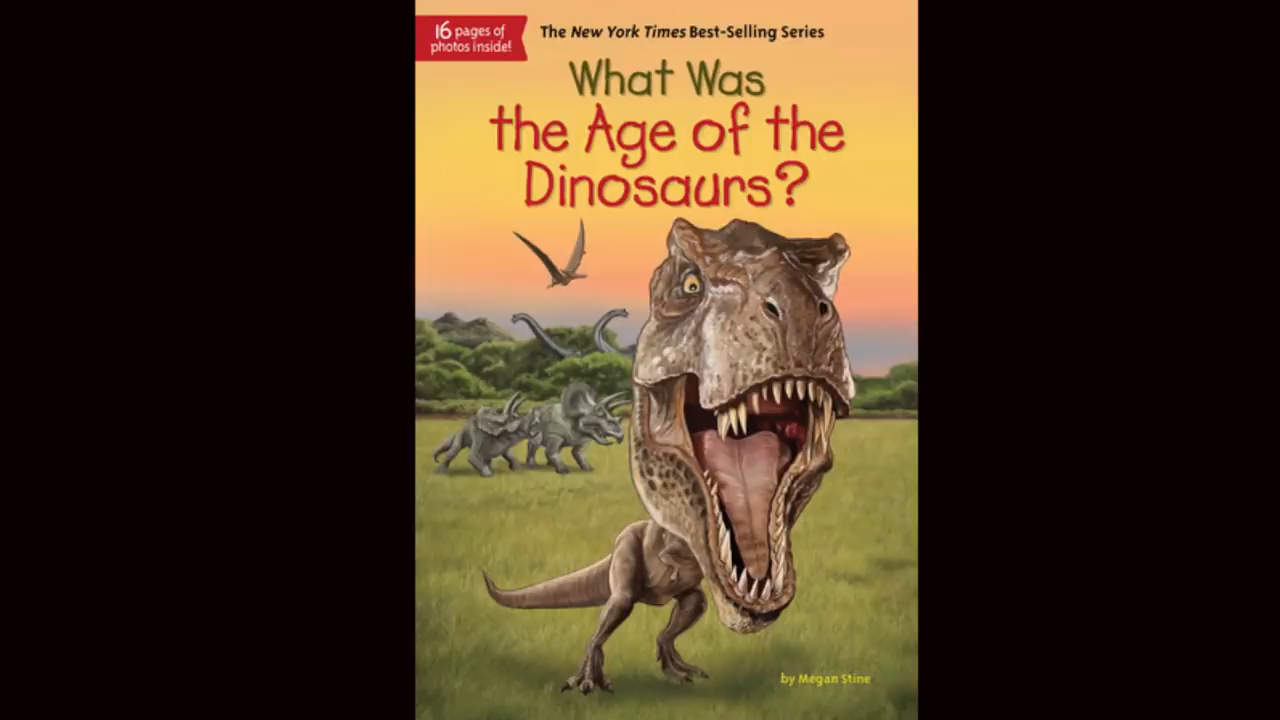 16 pages of
photos inside!
The New York Times Best-Selling Series
What Was
the Age of the
Dinosaurs?
by Megan Stine